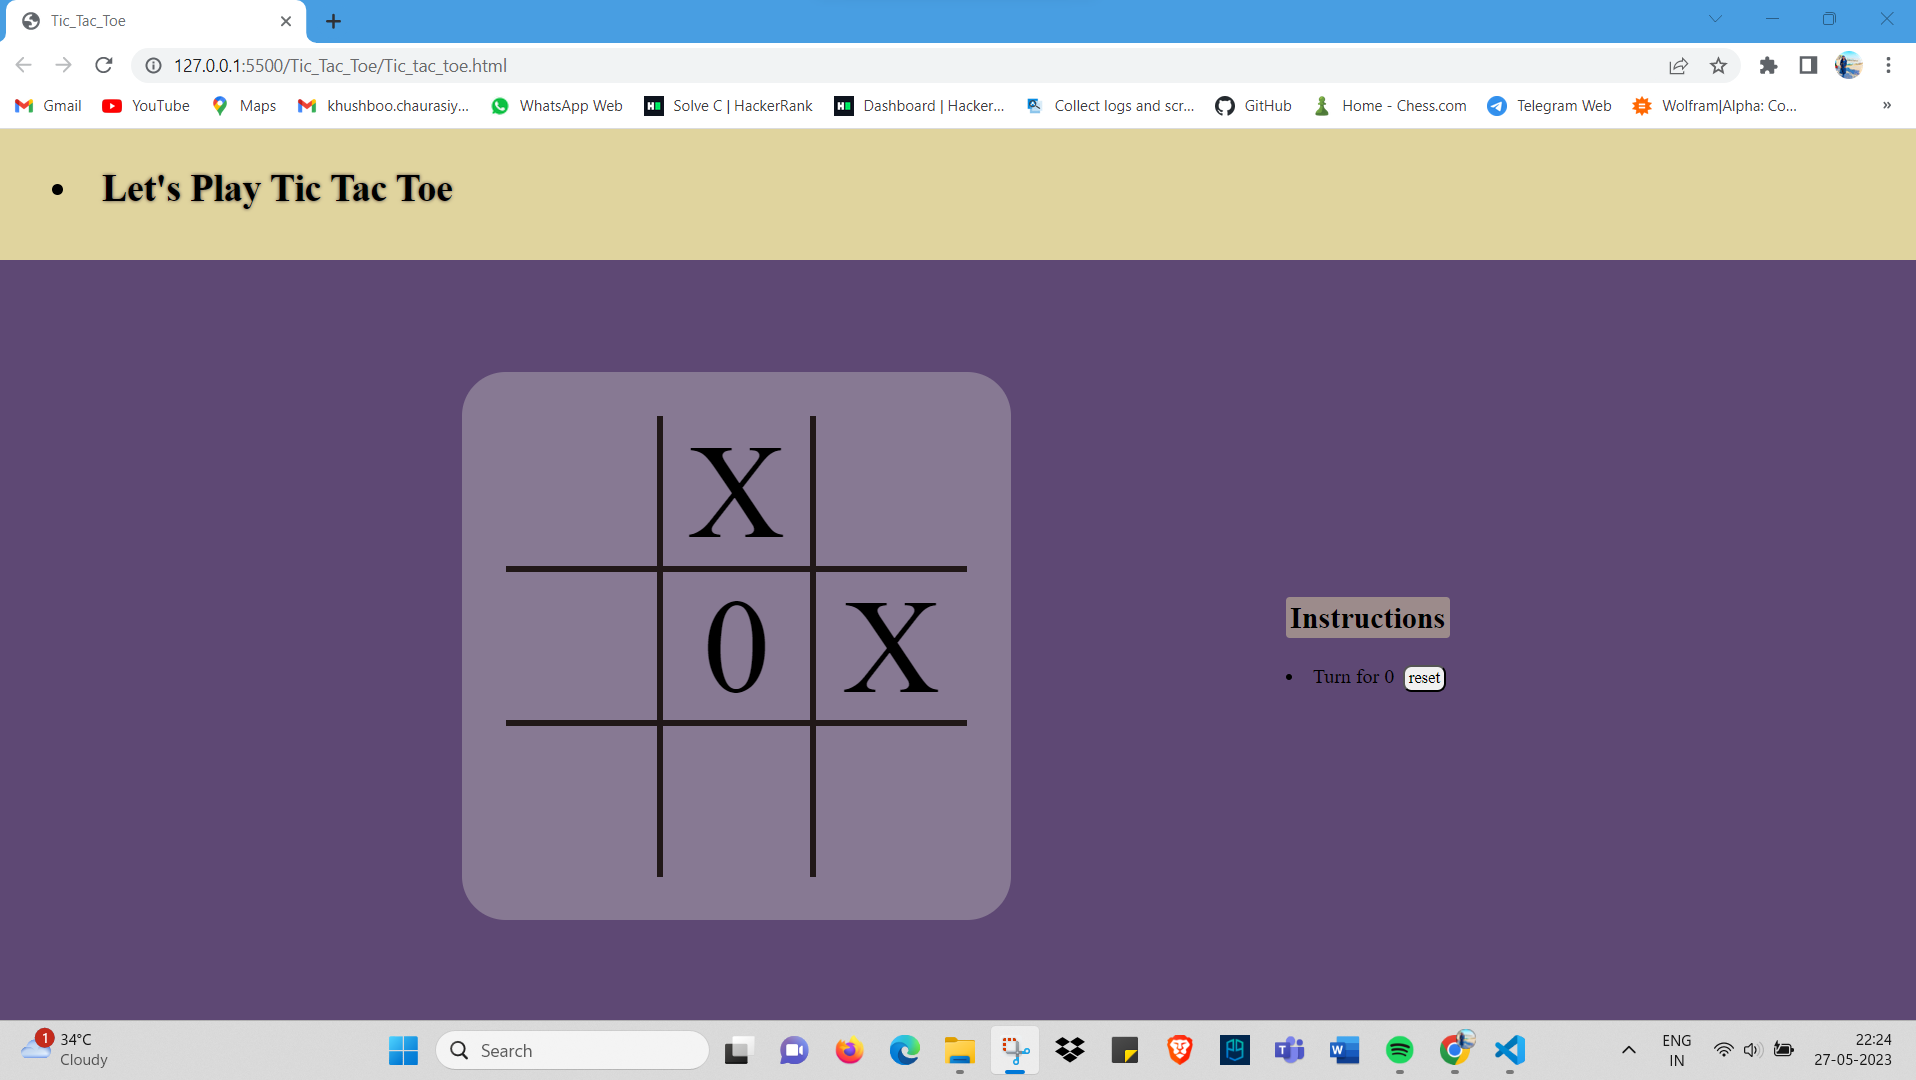 Tic_Tac_Toe
127.0.0.1:5500/Tic_Tac_Toe/Tic_tac_toe.html
Gmail YouTube Maps khushboo.chaurasiy... WhatsApp Web Solve C | HackerRank Dashboard | Hacker... Collect logs and scr... GitHub Home - Chess.com Telegram Web Wolfram|Alpha: Co... »
• Let's Play Tic Tac Toe
X
0 X
Instructions
• Turn for 0 reset
1 34°C
Cloudy
Search
ENG
IN
22:24
27-05-2023